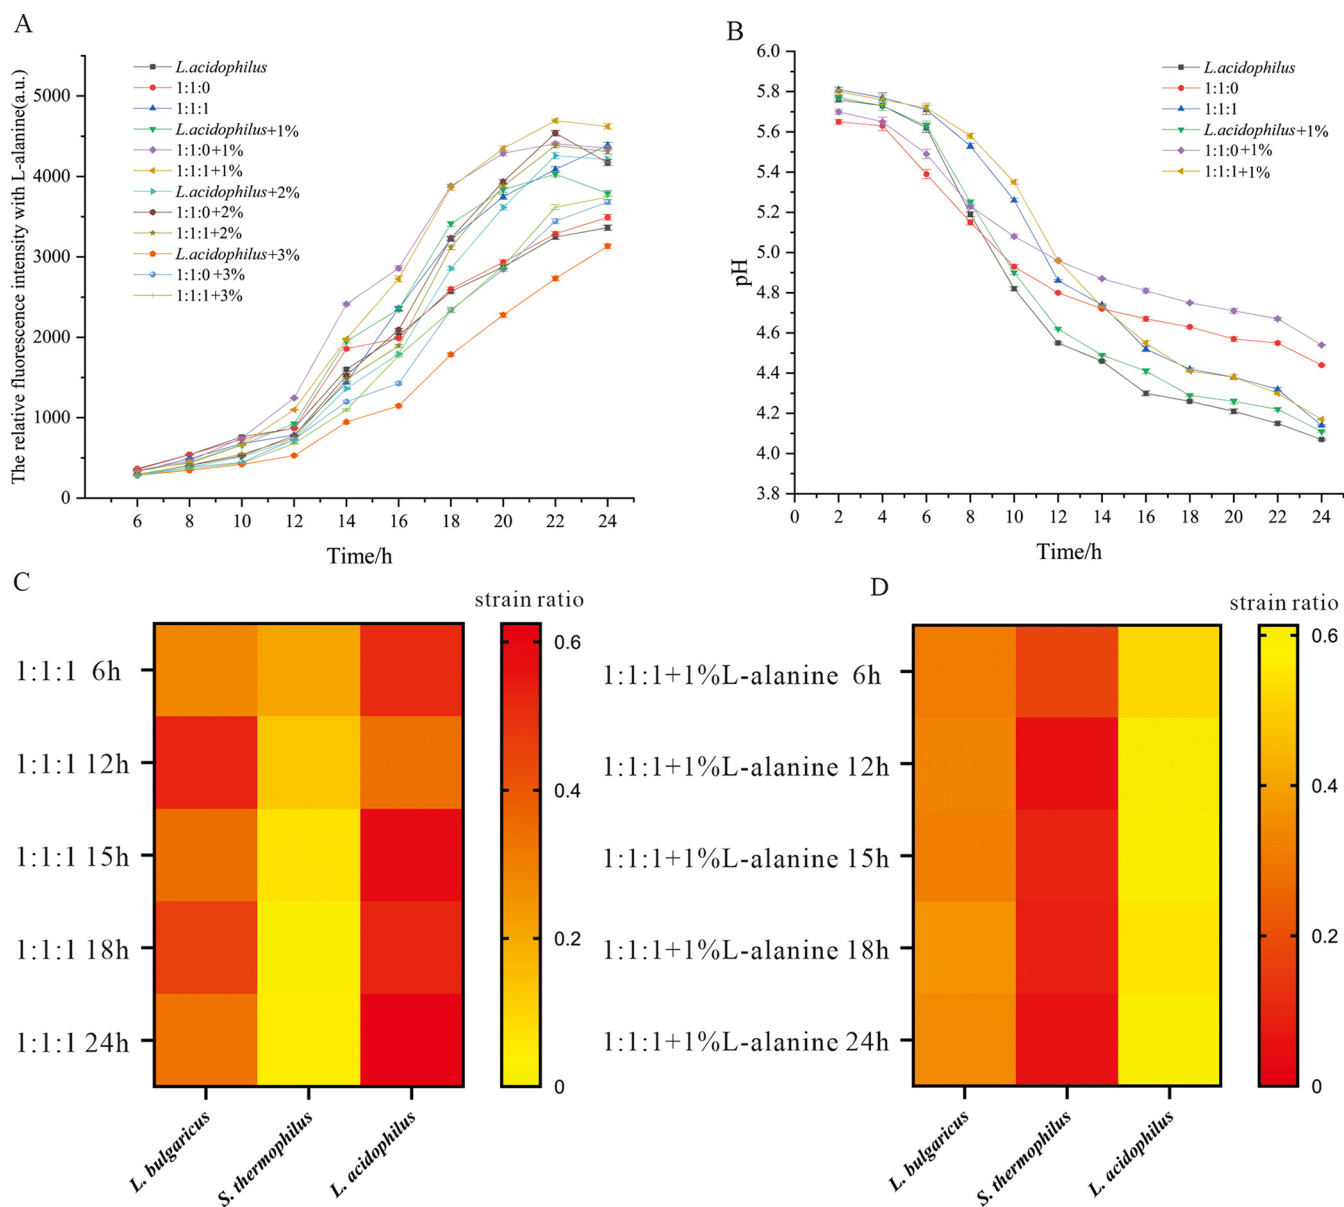 A
The relative fluorescence intensity with L-alanine(a.u.)
5000
4000
3000
2000
1000
0
L.acidophilus
1:1:0
1:1:1
L.acidophilus+1%
1:1:0+1%
1:1:1+1%
L.acidophilus+2%
1:1:0+2%
1:1:1+2%
L.acidophilus+3%
1:1:0+3%
1:1:1+3%
6 8 10 12 14 16 18 20 22 24
Time/h
B
pH
6.0
5.8
5.6
5.4
5.2
5.0
4.8
4.6
4.4
4.2
4.0
3.8
L.acidophilus
1:1:0
1:1:1
L.acidophilus+1%
1:1:0+1%
1:1:1+1%
0 2 4 6 8 10 12 14 16 18 20 22 24
Time/h
C
strain ratio
1:1:1 6h
1:1:1 12h
1:1:1 15h
1:1:1 18h
1:1:1 24h
0.6
0.4
0.2
0
L. bulgaricus
S. thermophilus
L. acidophilus
D
strain ratio
1:1:1+1%L-alanine 6h
1:1:1+1%L-alanine 12h
1:1:1+1%L-alanine 15h
1:1:1+1%L-alanine 18h
1:1:1+1%L-alanine 24h
0.6
0.4
0.2
0
L. bulgaricus
S. thermophilus
L. acidophilus